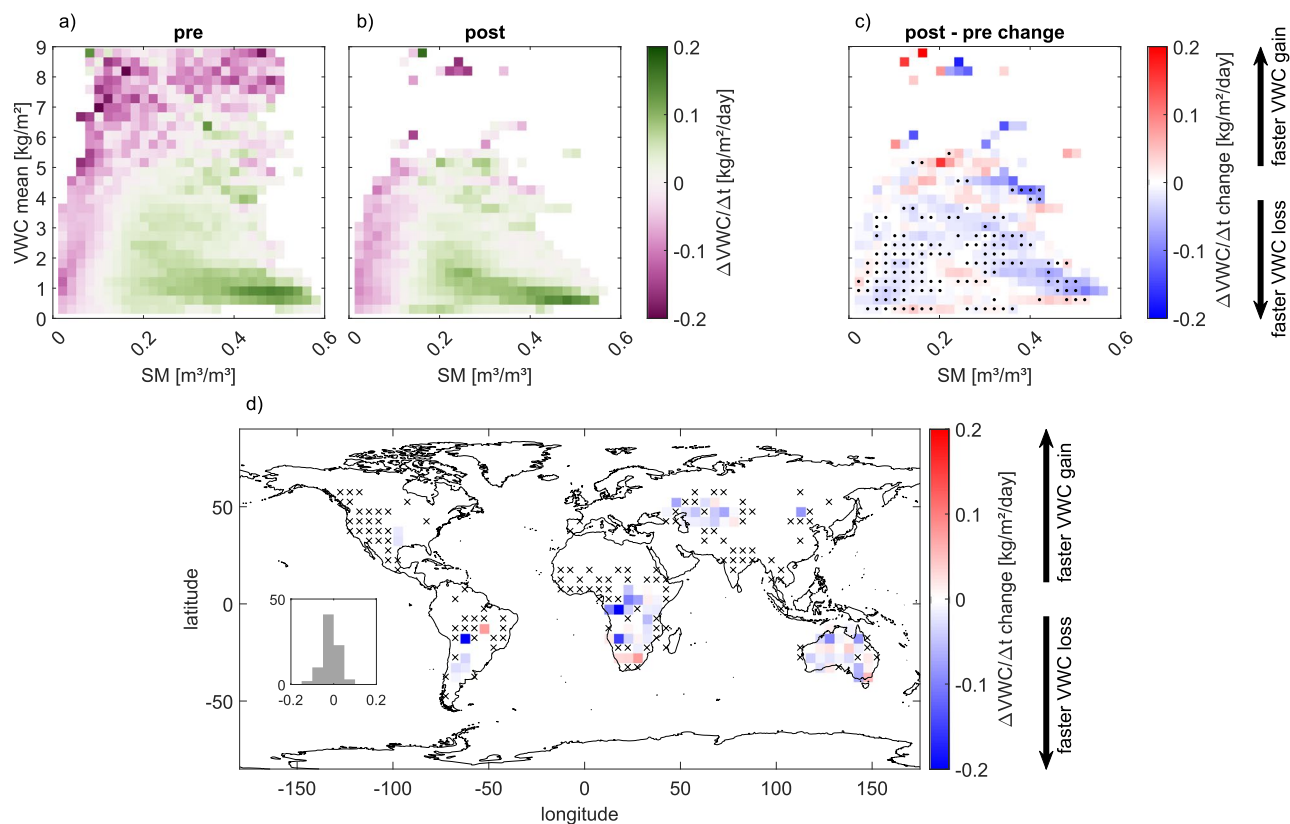 a)
pre
b)
post
c)
post - pre change
9
8
7
6
5
4
3
2
1
0
VWC mean [kg/m²]
0
0.2
0.4
0.6
SM [m³/m³]
0
0.2
0.4
0.6
SM [m³/m³]
0.2
0.1
0
-0.1
-0.2
ΔVWC/Δt [kg/m²/day]
0
0.2
0.4
0.6
SM [m³/m³]
0.2
0.1
0
-0.1
-0.2
ΔVWC/Δt change [kg/m²/day]
faster VWC gain
faster VWC loss
d)
50
0
-50
latitude
-150
-100
-50
0
50
100
150
longitude
50
0
-0.2
0
0.2
0.2
0.1
0
-0.1
-0.2
ΔVWC/Δt change [kg/m²/day]
faster VWC gain
faster VWC loss